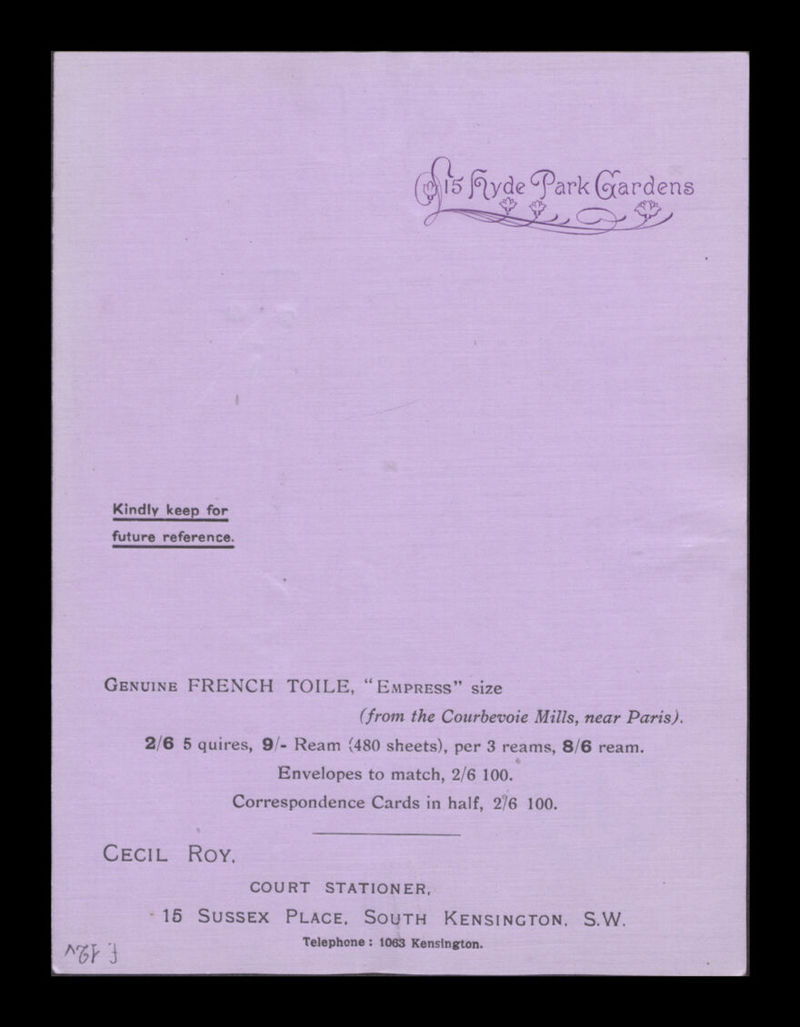 15 Hyde Park Gardens
Kindly keep for
future reference.
GENUINE FRENCH TOILE, "EMPRESS" size
(from the Courbevoie Mills, near Paris).
2/6 5 quires, 9/- Ream (480 sheets), per 3 reams, 8/6 ream.
Envelopes to match, 2/6 100.
Correspondence Cards in half, 2/6 100.
CECIL ROY,
COURT STATIONER,
15 SUSSEX PLACE, SOUTH KENSINGTON, S.W.
Telephone : 1063 Kensington.
f. 19v